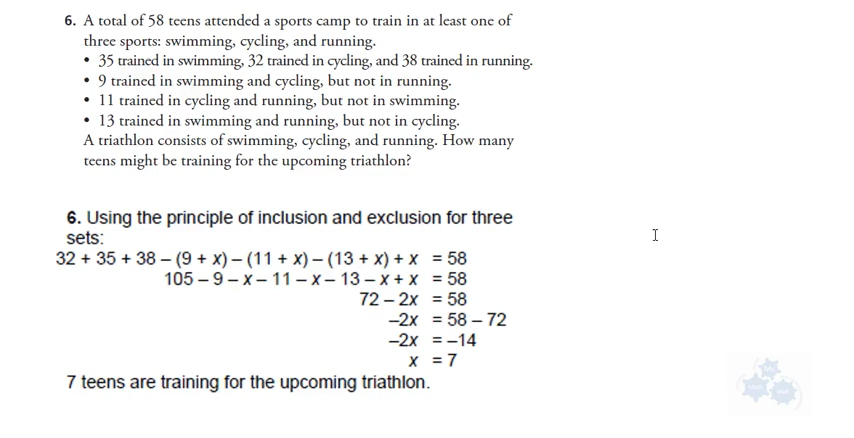 6. A total of 58 teens attended a sports camp to train in at least one of
three sports: swimming, cycling, and running.
• 35 trained in swimming, 32 trained in cycling, and 38 trained in running.
• 9 trained in swimming and cycling, but not in running.
• 11 trained in cycling and running, but not in swimming.
• 13 trained in swimming and running, but not in cycling.
A triathlon consists of swimming, cycling, and running. How many
teens might be training for the upcoming triathlon?
6. Using the principle of inclusion and exclusion for three
sets:
32 + 35 + 38 – (9 + x) – (11 + x) – (13 + x) + x = 58
105 – 9 – x – 11 – x – 13 – x + x = 58
72 – 2x = 58
–2x = 58 – 72
–2x = –14
x = 7
7 teens are training for the upcoming triathlon.